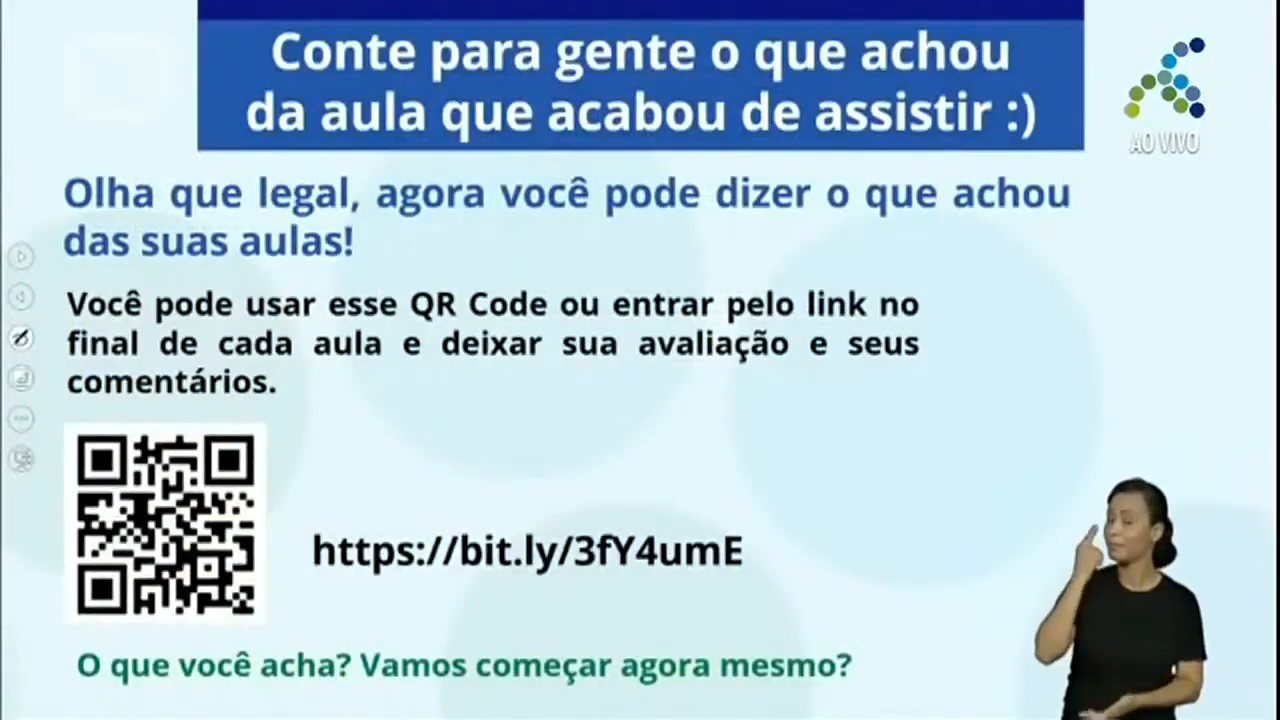 Conte para gente o que achou
da aula que acabou de assistir :)
AO VIVO
Olha que legal, agora você pode dizer o que achou
das suas aulas!
Você pode usar esse QR Code ou entrar pelo link no
final de cada aula e deixar sua avaliação e seus
comentários.
https://bit.ly/3fY4umE
O que você acha? Vamos começar agora mesmo?